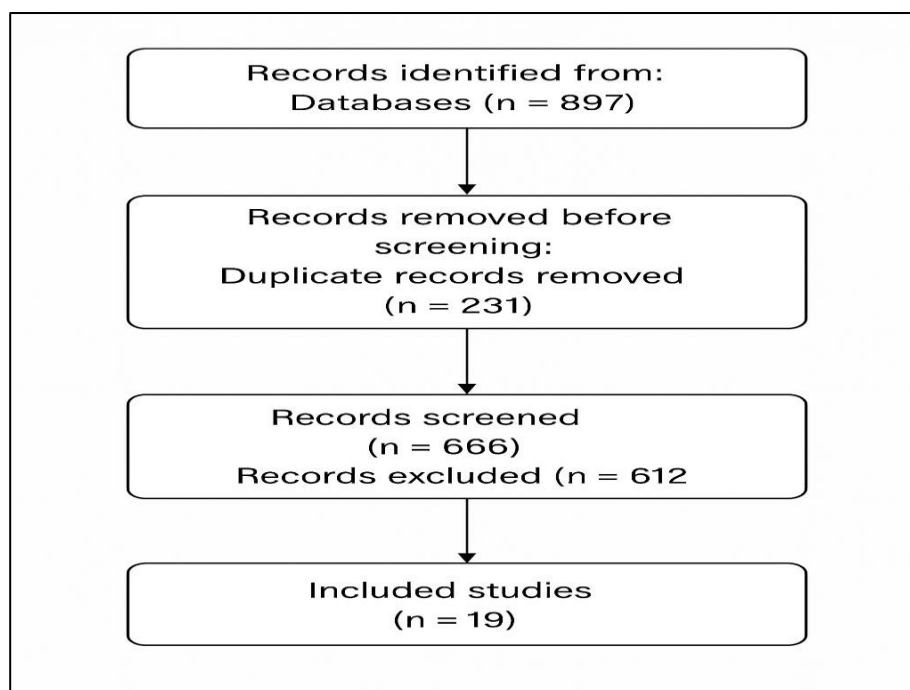 Records identified from:
Databases (n = 897)
Records removed before
screening:
Duplicate records removed
(n = 231)
Records screened
(n = 666)
Records excluded (n = 612
Included studies
(n = 19)